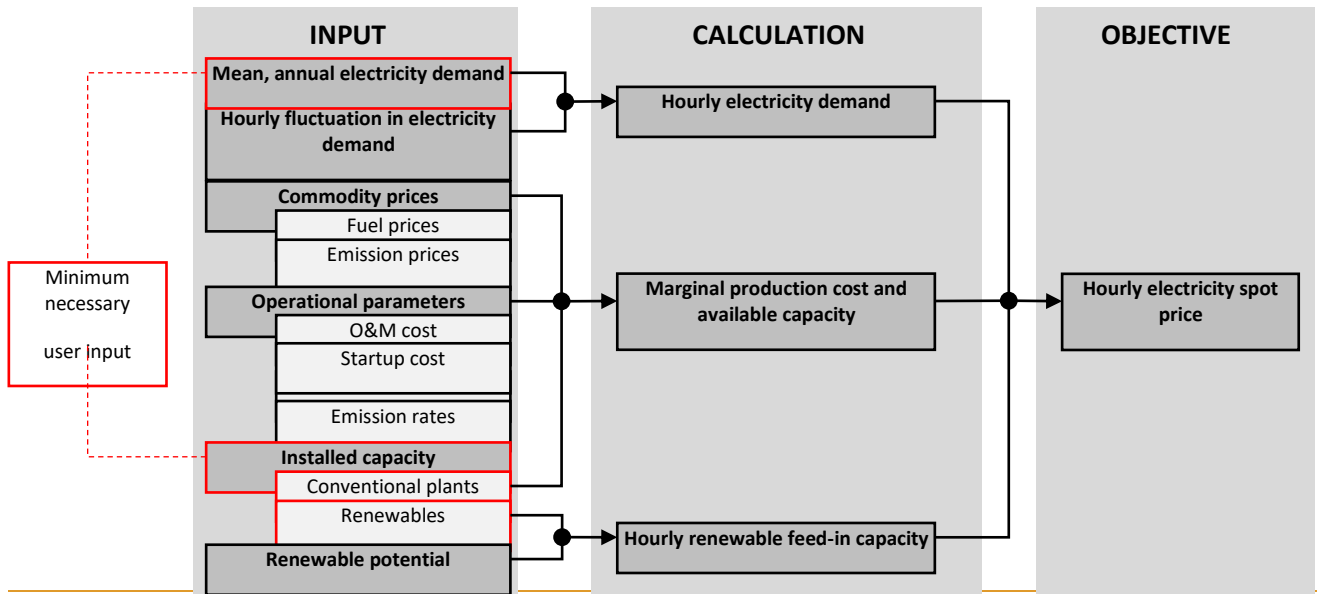 INPUT
Mean, annual electricity demand
Hourly fluctuation in electricity
demand
Commodity prices
Fuel prices
Emission prices
Operational parameters
O&M cost
Startup cost
Emission rates
Installed capacity
Conventional plants
Renewables
Renewable potential
Minimum
necessary
user input
CALCULATION
Hourly electricity demand
Marginal production cost and
available capacity
Hourly renewable feed-in capacity
OBJECTIVE
Hourly electricity spot
price